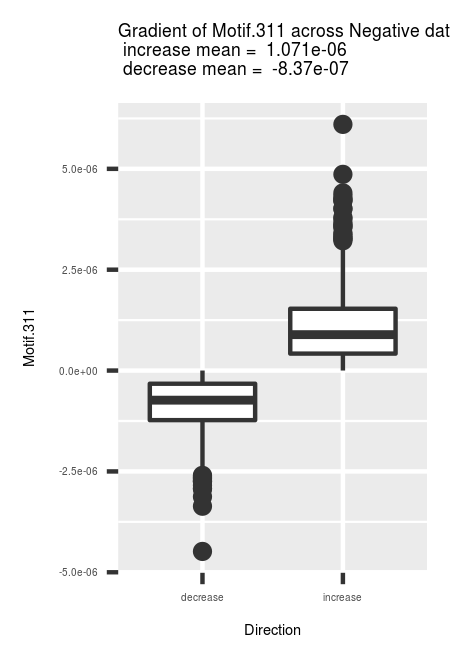 Gradient of Motif.311 across Negative dat
increase mean =  1.071e-06
decrease mean =  -8.37e-07
5.0e-06
2.5e-06
0.0e+00
-2.5e-06
-5.0e-06
Motif.311
decrease
increase
Direction